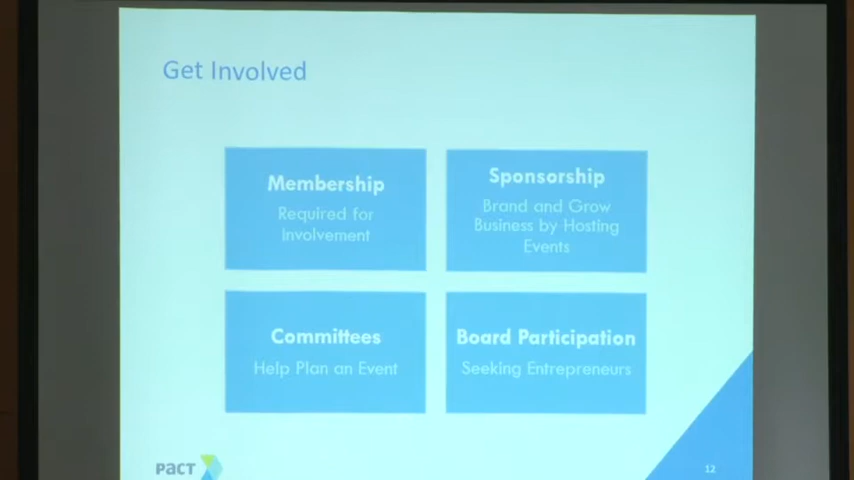 Get Involved
Membership
Required for
involvement
Sponsorship
Brand and Grow
Business by Hosting
Events
Committees
Help Plan an Event
Board Participation
Seeking Entrepreneurs
PACT
12